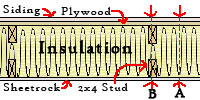 Siding Plywood
Insulation
Sheetrock 2x4 Stud B A